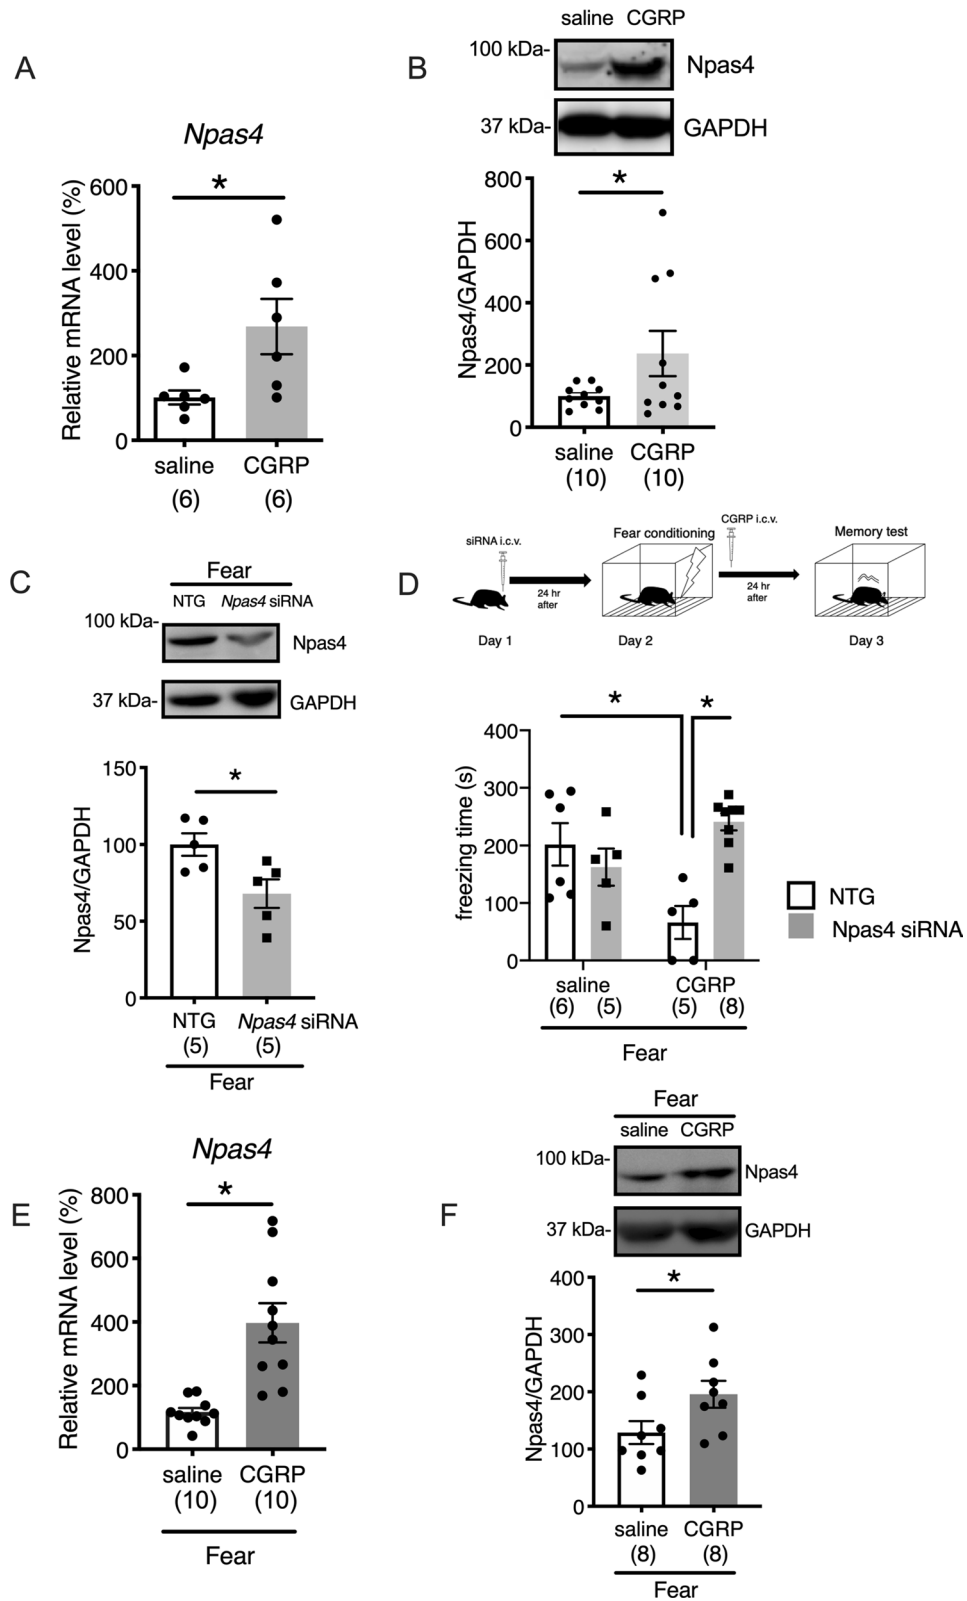 A
Npas4
Relative mRNA level (%)
600
*
400
200
0
saline
CGRP
(6)
(6)
B
saline CGRP
100 kDa-
Npas4
37 kDa-
GAPDH
Npas4/GAPDH
800
*
600
400
200
0
saline
CGRP
(10)
(10)
C
Fear
NTG Npas4 siRNA
100 kDa-
Npas4
37 kDa-
GAPDH
Npas4/GAPDH
150
*
100
50
0
NTG
Npas4 siRNA
(5)
(5)
Fear
D
siRNA i.c.v.
24 hr
after
Fear conditioning
CGRP i.c.v.
24 hr
after
Memory test
Day 1
Day 2
Day 3
freezing time (s)
400
*
*
300
200
100
0
saline
CGRP
(6)
(5)
(5)
(8)
Fear
NTG
Npas4 siRNA
E
Npas4
Relative mRNA level (%)
800
*
600
400
200
0
saline
CGRP
(10)
(10)
Fear
F
Fear
saline CGRP
100 kDa-
Npas4
37 kDa-
GAPDH
Npas4/GAPDH
400
*
300
200
100
0
saline
CGRP
(8)
(8)
Fear